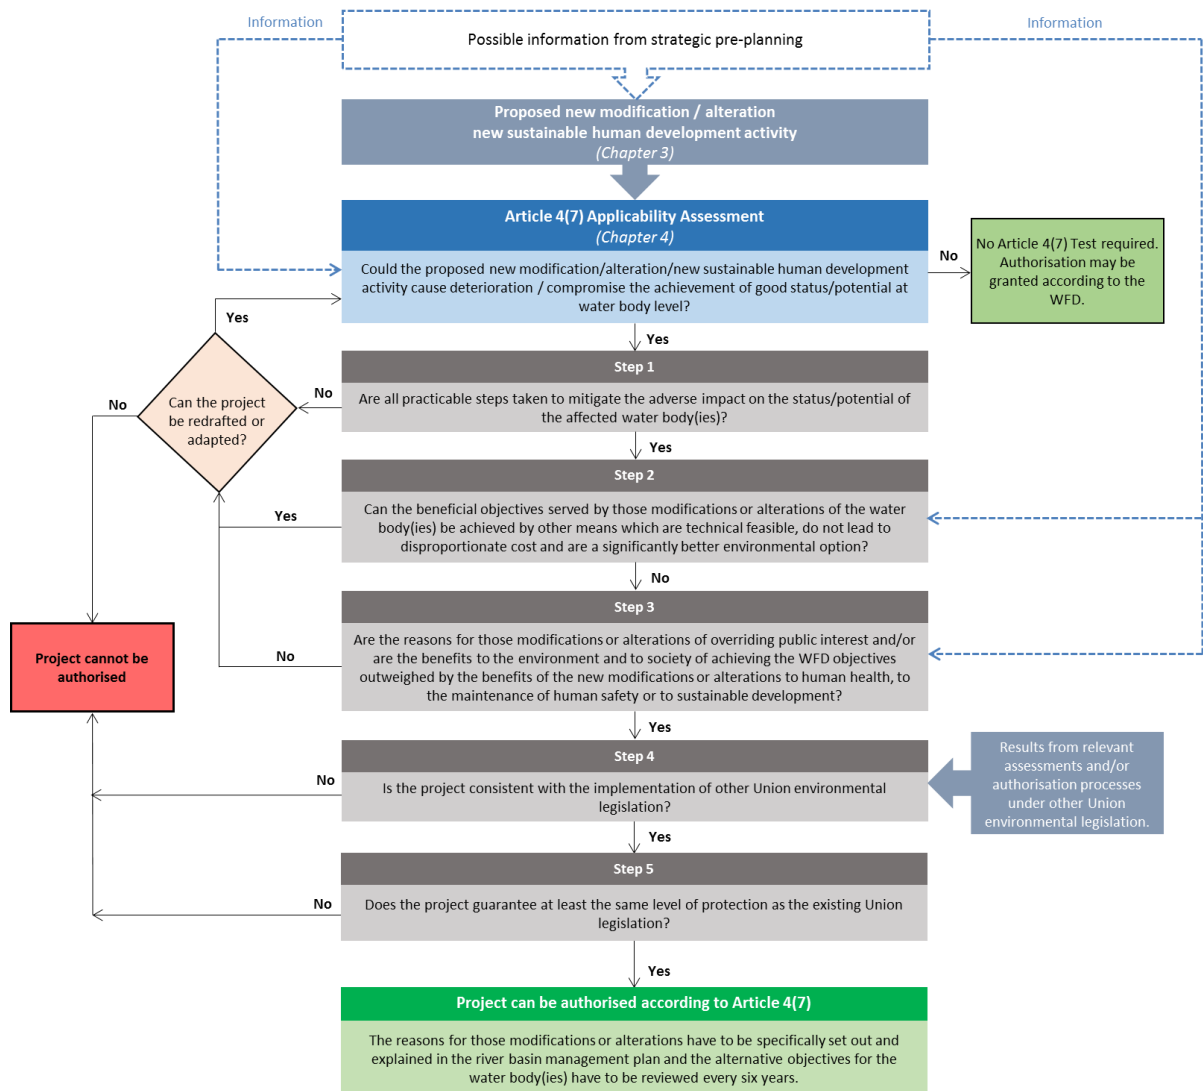 Information
Information
Possible information from strategic pre-planning
Proposed new modification / alteration
new sustainable human development activity
(Chapter 3)
Article 4(7) Applicability Assessment
(Chapter 4)
Could the proposed new modification/alteration/new sustainable human development
activity cause deterioration / compromise the achievement of good status/potential at
water body level?
No
No Article 4(7) Test required.
Authorisation may be
granted according to the
WFD.
Yes
Yes
Step 1
Are all practicable steps taken to mitigate the adverse impact on the status/potential of
the affected water body(ies)?
No
Can the project
be redrafted or
adapted?
No
Yes
Step 2
Can the beneficial objectives served by those modifications or alterations of the water
body(ies) be achieved by other means which are technical feasible, do not lead to
disproportionate cost and are a significantly better environmental option?
Yes
No
Step 3
Are the reasons for those modifications or alterations of overriding public interest and/or
are the benefits to the environment and to society of achieving the WFD objectives
outweighed by the benefits of the new modifications or alterations to human health, to
the maintenance of human safety or to sustainable development?
No
Project cannot be
authorised
Yes
Step 4
Is the project consistent with the implementation of other Union environmental
legislation?
No
Results from relevant
assessments and/or
authorisation processes
under other Union
environmental legislation.
Yes
Step 5
Does the project guarantee at least the same level of protection as the existing Union
legislation?
No
Yes
Project can be authorised according to Article 4(7)
The reasons for those modifications or alterations have to be specifically set out and
explained in the river basin management plan and the alternative objectives for the
water body(ies) have to be reviewed every six years.